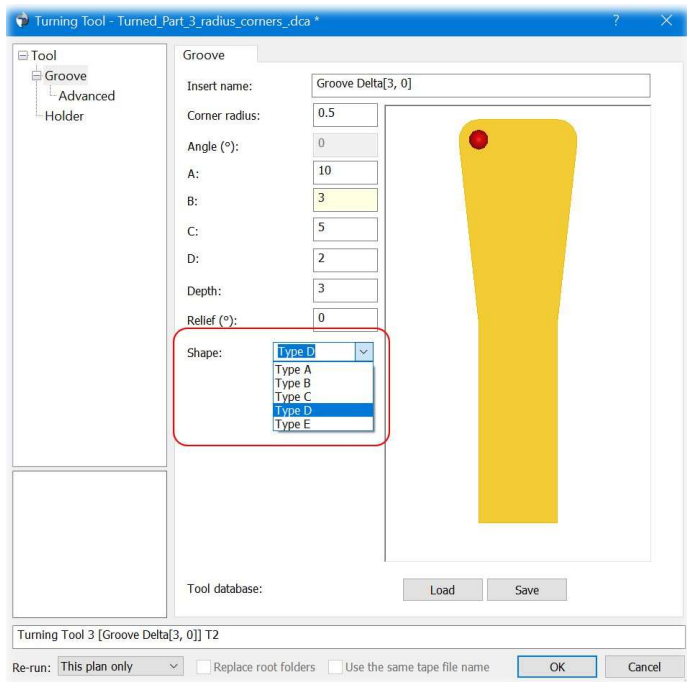 Turning Tool - Turned_Part_3_radius_corners_.dca * ? ×
Tool
Groove
Advanced
Holder
Groove
Insert name: Groove Delta[3, 0]
Corner radius: 0.5
Angle (°): 0
A: 10
B: 3
C: 5
D: 2
Depth: 3
Relief (°): 0
Shape: Type D
Type A
Type B
Type C
Type D
Type E
Tool database: Load Save
Turning Tool 3 [Groove Delta[3, 0]] T2
Re-run: This plan only Replace root folders Use the same tape file name OK Cancel